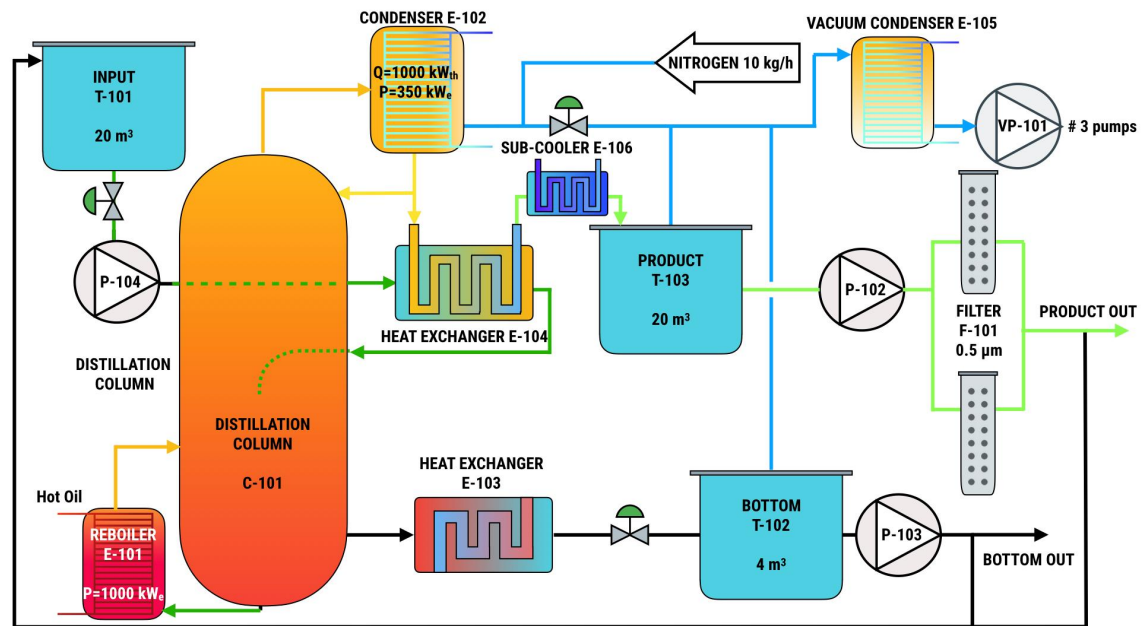 CONDENSER E-102
VACUUM CONDENSER E-105
INPUT
T-101
20 m³
Q=1000 kWth
P=350 kWe
NITROGEN 10 kg/h
VP-101
# 3 pumps
SUB-COOLER E-106
P-104
PRODUCT
T-103
20 m³
P-102
FILTER
F-101
0.5 µm
PRODUCT OUT
HEAT EXCHANGER E-104
DISTILLATION
COLUMN
DISTILLATION
COLUMN
C-101
HEAT EXCHANGER
E-103
Hot Oil
REBOILER
E-101
P=1000 kWe
BOTTOM
T-102
4 m³
P-103
BOTTOM OUT